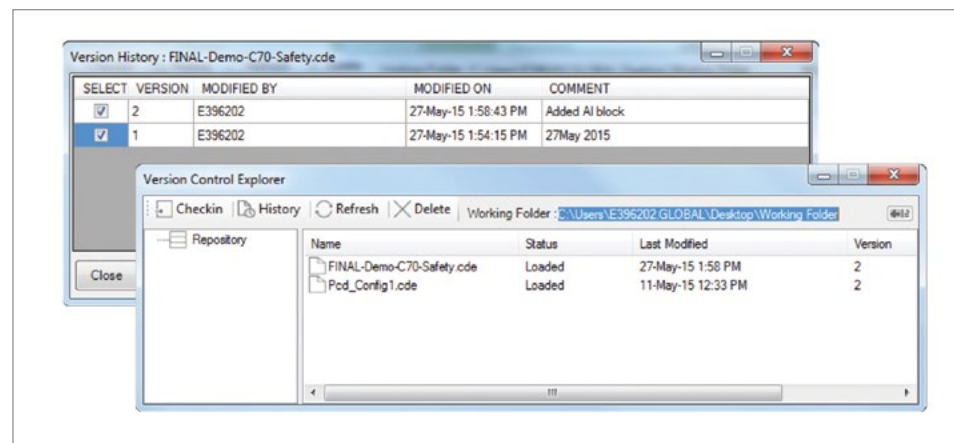 Version History : FINAL-Demo-C70-Safety.cde
SELECT VERSION MODIFIED BY MODIFIED ON COMMENT
2 E396202 27-May-15 1:58:43 PM Added AI block
1 E396202 27-May-15 1:54:15 PM 27May 2015
Close
Version Control Explorer
Checkin History Refresh Delete Working Folder : C:\Users\E396202.GLOBAL\Desktop\Working Folder
Repository
Name Status Last Modified Version
FINAL-Demo-C70-Safety.cde Loaded 27-May-15 1:58 PM 2
Pcd_Config1.cde Loaded 11-May-15 12:33 PM 2